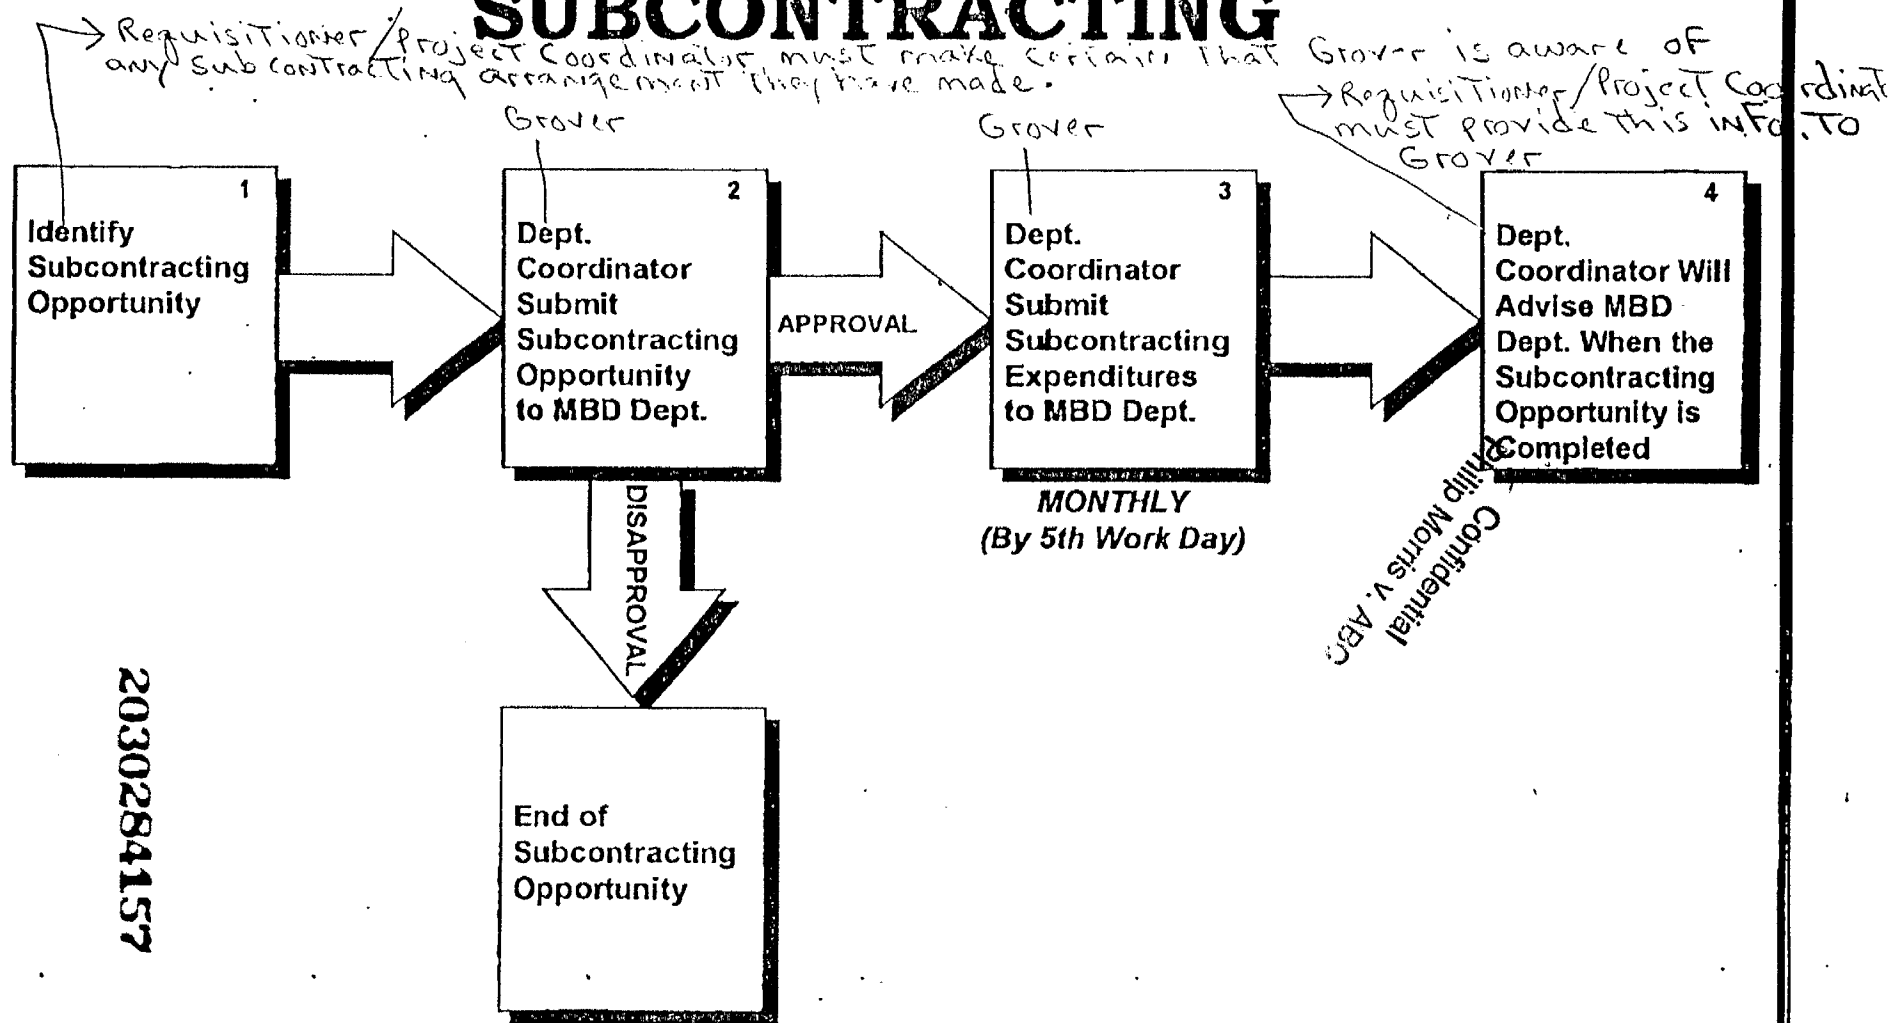 SUBCONTRACTING
Requisitioner/Project Coordinator must make certain that Grover is aware of
any subcontracting arrangement they have made.
Requisitioner/Project Coordinat
must provide this info. to
Grover
Grover
Grover
1
Identify
Subcontracting
Opportunity
2
Dept.
Coordinator
Submit
Subcontracting
Opportunity
to MBD Dept.
APPROVAL
3
Dept.
Coordinator
Submit
Subcontracting
Expenditures
to MBD Dept.
MONTHLY
(By 5th Work Day)
4
Dept.
Coordinator Will
Advise MBD
Dept. When the
Subcontracting
Opportunity is
Completed
DISAPPROVAL
End of
Subcontracting
Opportunity
Confidential
Philip Morris v. ABC
2030284157